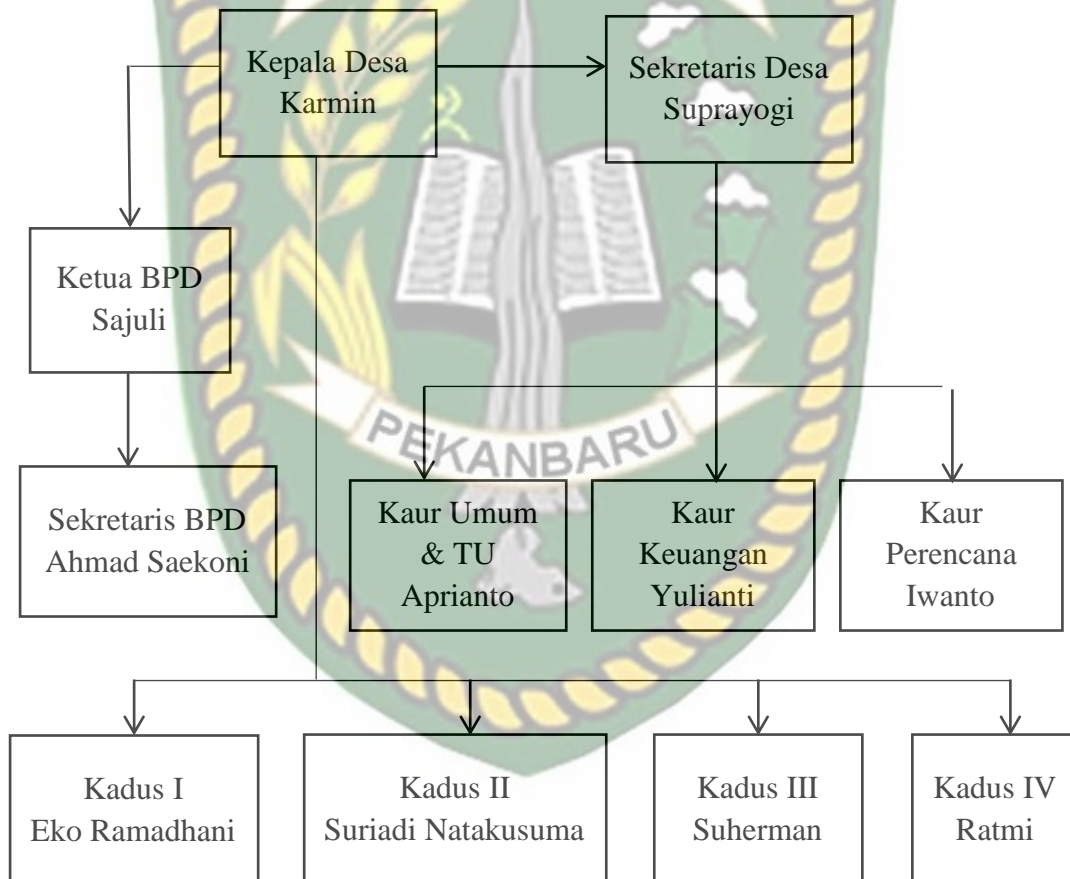 Kepala Desa
Karmin
Sekretaris Desa
Suprayogi
Ketua BPD
Sajuli
PEKANBARU
Sekretaris BPD
Ahmad Saekoni
Kaur Umum
& TU
Aprianto
Kaur
Keuangan
Yulianti
Kaur
Perencana
Iwanto
Kadus I
Eko Ramadhani
Kadus II
Suriadi Natakusuma
Kadus III
Suherman
Kadus IV
Ratmi